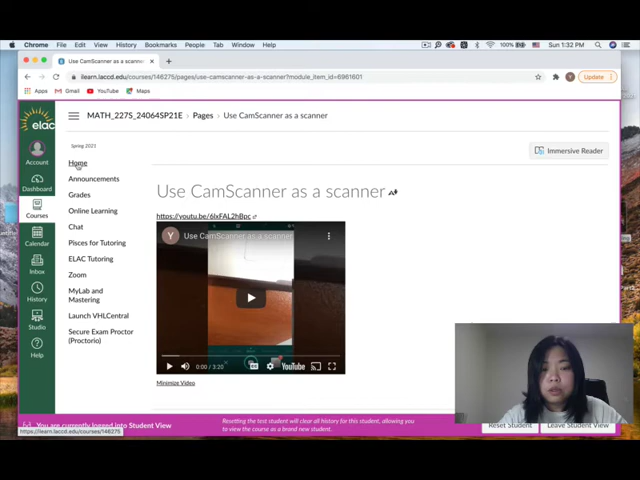 Chrome File Edit View History Bookmarks People Tab Window Help 100% Sun 1:32 PM
Use CamScanner as a scanner
ilearn.laccd.edu/courses/146275/pages/use-camscanner-as-a-scanner?module_item_id=6961601
Y
Update
Apps Gmail YouTube Maps
elac
MATH_227S_24064SP21E Pages Use CamScanner as a scanner
Spring 2021
Immersive Reader
Account
Dashboard
Courses
Calendar
Inbox
History
Studio
Help
Home
Announcements
Grades
Online Learning
Chat
Pisces for Tutoring
ELAC Tutoring
Zoom
MyLab and
Mastering
Launch VHLCentral
Secure Exam Proctor
(Proctorio)
Use CamScanner as a scanner
https://youtu.be/6lxFAL2hBpc
Y Use CamScanner as a scanner
0:00 / 3:20
YouTube
Minimize Video
You are currently logged into Student View
Resetting the test student will clear all history for this student, allowing
you to view the course as a brand new student.
Reset Student
Leave Student View
https://ilearn.laccd.edu/courses/146275